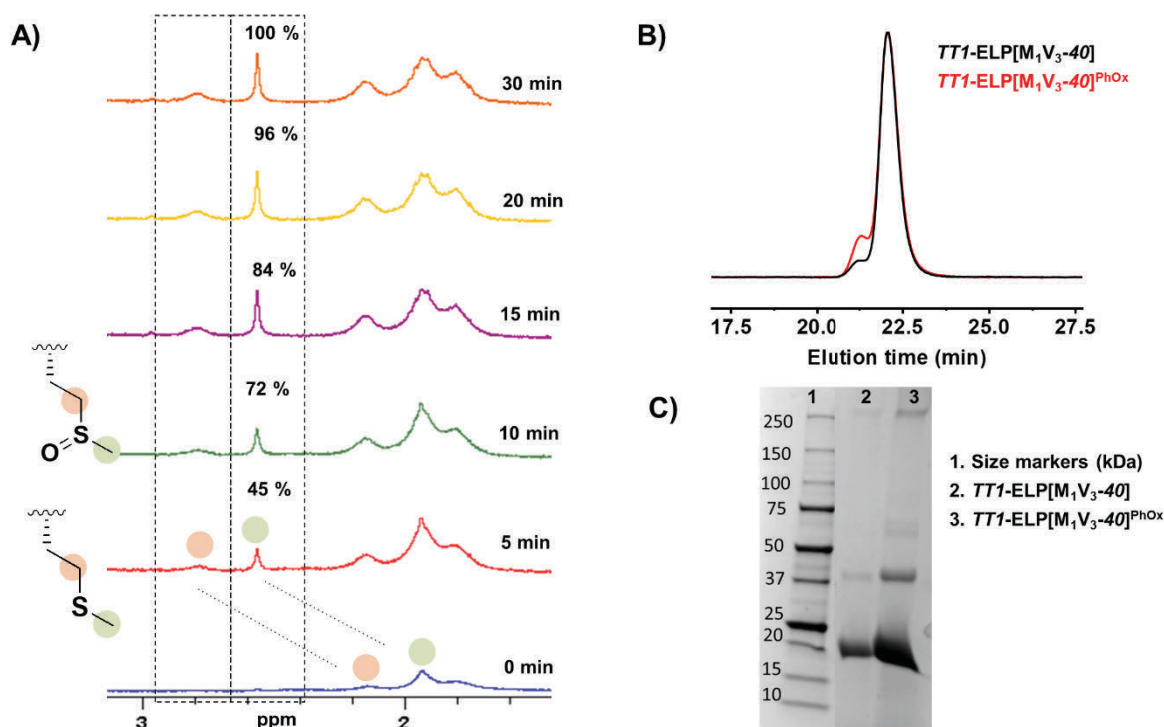 A)
100 %
30 min
96 %
20 min
84 %
15 min
72 %
10 min
45 %
5 min
0 min
S
O
S
3
ppm
2
B)
TT1-ELP[M₁V₃-40]
TT1-ELP[M₁V₃-40]ᴾʰᴼˣ
17.5 20.0 22.5 25.0 27.5
Elution time (min)
C)
1 2 3
250
150
100
75
50
37
25
20
15
10
1. Size markers (kDa)
2. TT1-ELP[M₁V₃-40]
3. TT1-ELP[M₁V₃-40]ᴾʰᴼˣ